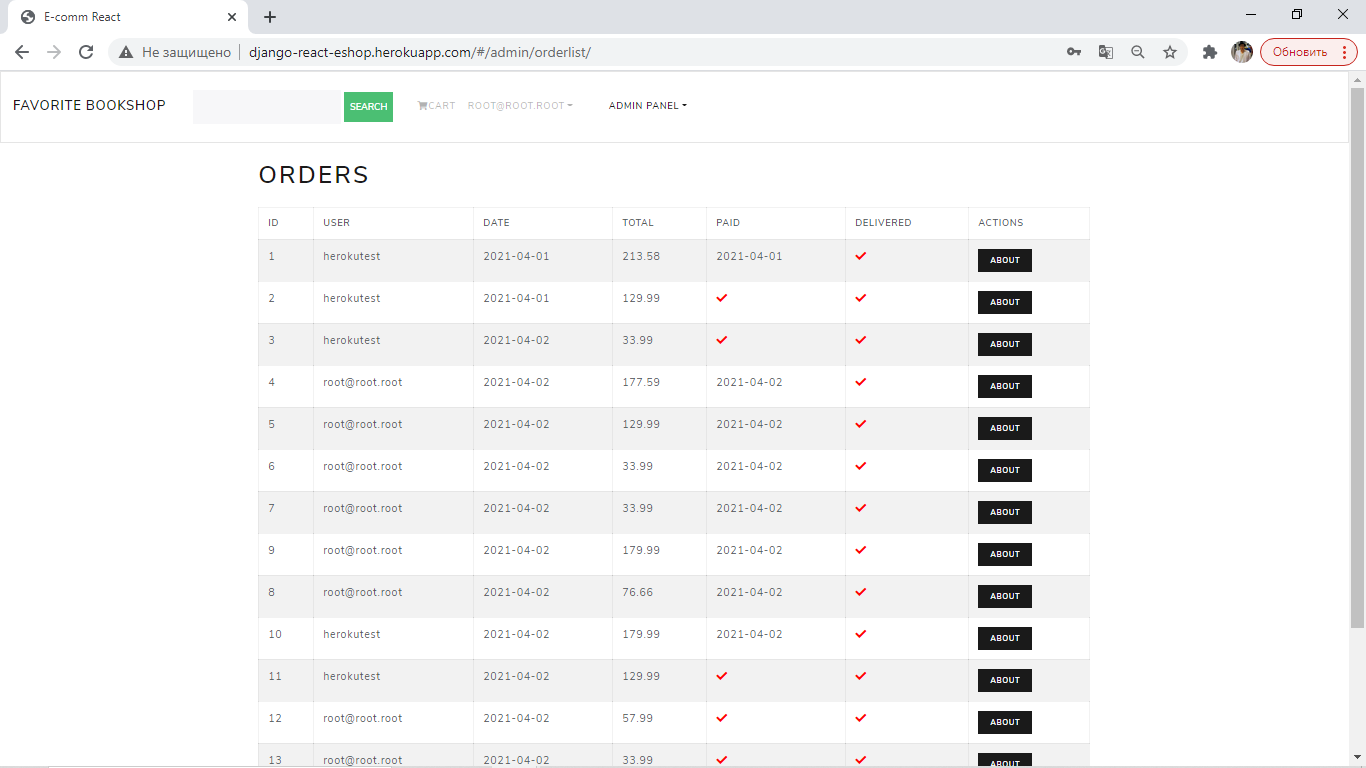 E-comm React
Не защищено django-react-eshop.herokuapp.com/#/admin/orderlist/ Обновить
FAVORITE BOOKSHOP SEARCH CART ROOT@ROOT.ROOT ADMIN PANEL
ORDERS
ID USER DATE TOTAL PAID DELIVERED ACTIONS
1 herokutest 2021-04-01 213.58 2021-04-01 ABOUT
2 herokutest 2021-04-01 129.99 ABOUT
3 herokutest 2021-04-02 33.99 ABOUT
4 root@root.root 2021-04-02 177.59 2021-04-02 ABOUT
5 root@root.root 2021-04-02 129.99 2021-04-02 ABOUT
6 root@root.root 2021-04-02 33.99 2021-04-02 ABOUT
7 root@root.root 2021-04-02 33.99 2021-04-02 ABOUT
9 root@root.root 2021-04-02 179.99 2021-04-02 ABOUT
8 root@root.root 2021-04-02 76.66 2021-04-02 ABOUT
10 herokutest 2021-04-02 179.99 2021-04-02 ABOUT
11 herokutest 2021-04-02 129.99 ABOUT
12 root@root.root 2021-04-02 57.99 ABOUT
13 root@root.root 2021-04-02 33.99 ABOUT